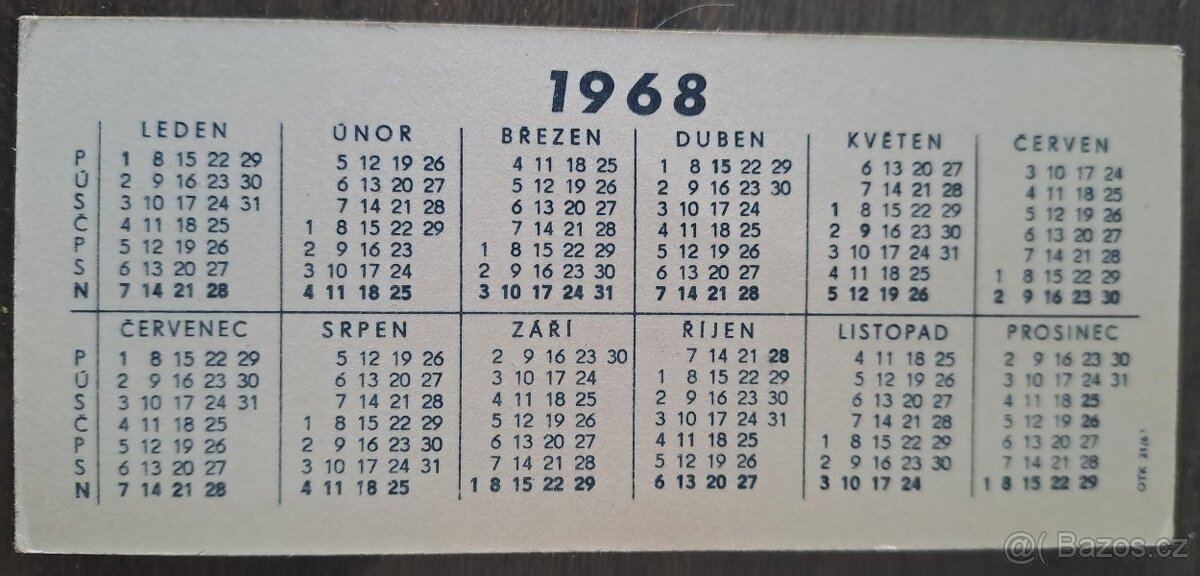 1968
LEDEN ÚNOR BŘEZEN DUBEN KVĚTEN ČERVEN
P 1 8 15 22 29 5 12 19 26 4 11 18 25 1 8 15 22 29 6 13 20 27 3 10 17 24
Ú 2 9 16 23 30 6 13 20 27 5 12 19 26 2 9 16 23 30 7 14 21 28 4 11 18 25
S 3 10 17 24 31 7 14 21 28 6 13 20 27 3 10 17 24 1 8 15 22 29 5 12 19 26
Č 4 11 18 25 1 8 15 22 29 7 14 21 28 4 11 18 25 2 9 16 23 30 6 13 20 27
P 5 12 19 26 2 9 16 23 1 8 15 22 29 5 12 19 26 3 10 17 24 31 7 14 21 28
S 6 13 20 27 3 10 17 24 2 9 16 23 30 6 13 20 27 4 11 18 25 1 8 15 22 29
N 7 14 21 28 4 11 18 25 3 10 17 24 31 7 14 21 28 5 12 19 26 2 9 16 23 30
ČERVENEC SRPEN ZÁŘÍ ŘÍJEN LISTOPAD PROSINEC
P 1 8 15 22 29 5 12 19 26 2 9 16 23 30 7 14 21 28 4 11 18 25 2 9 16 23 30
Ú 2 9 16 23 30 6 13 20 27 3 10 17 24 1 8 15 22 29 5 12 19 26 3 10 17 24 31
S 3 10 17 24 31 7 14 21 28 4 11 18 25 2 9 16 23 30 6 13 20 27 4 11 18 25
Č 4 11 18 25 1 8 15 22 29 5 12 19 26 3 10 17 24 31 7 14 21 28 5 12 19 26
P 5 12 19 26 2 9 16 23 30 6 13 20 27 4 11 18 25 1 8 15 22 29 6 13 20 27
S 6 13 20 27 3 10 17 24 31 7 14 21 28 5 12 19 26 2 9 16 23 30 7 14 21 28
N 7 14 21 28 4 11 18 25 1 8 15 22 29 6 13 20 27 3 10 17 24 1 8 15 22 29
OTK
@( Bazos.cz